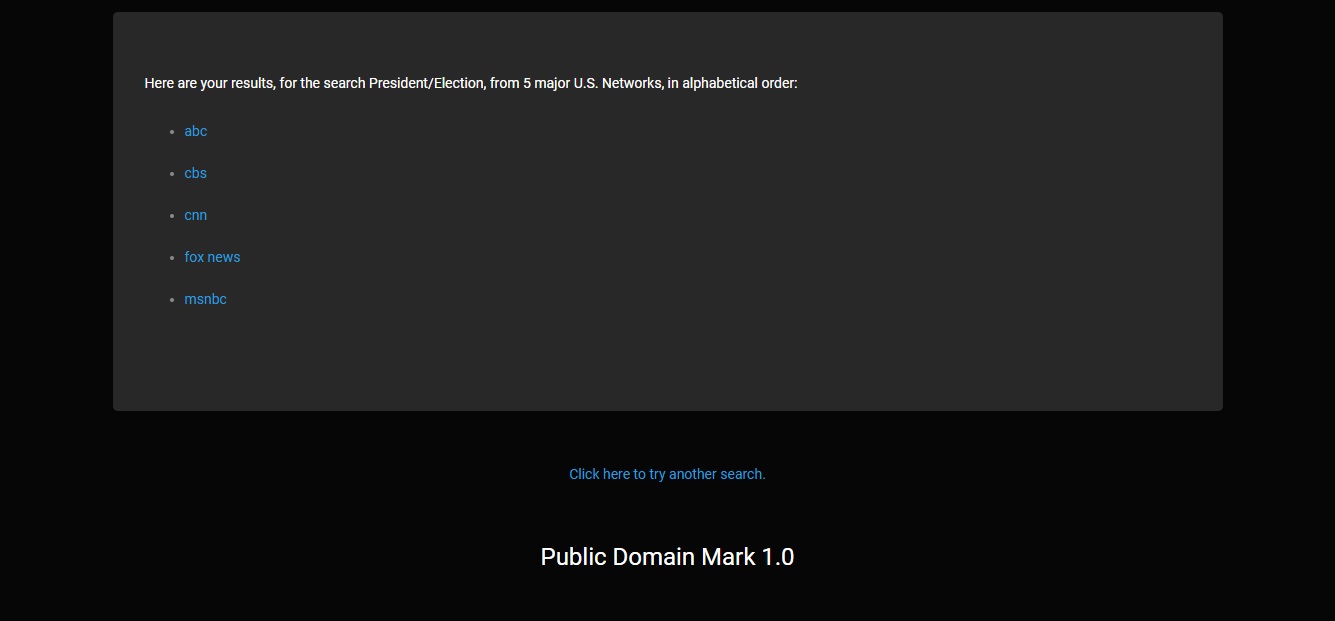 Here are your results, for the search President/Election, from 5 major U.S. Networks, in alphabetical order:
abc
cbs
cnn
fox news
msnbc
Click here to try another search.
Public Domain Mark 1.0